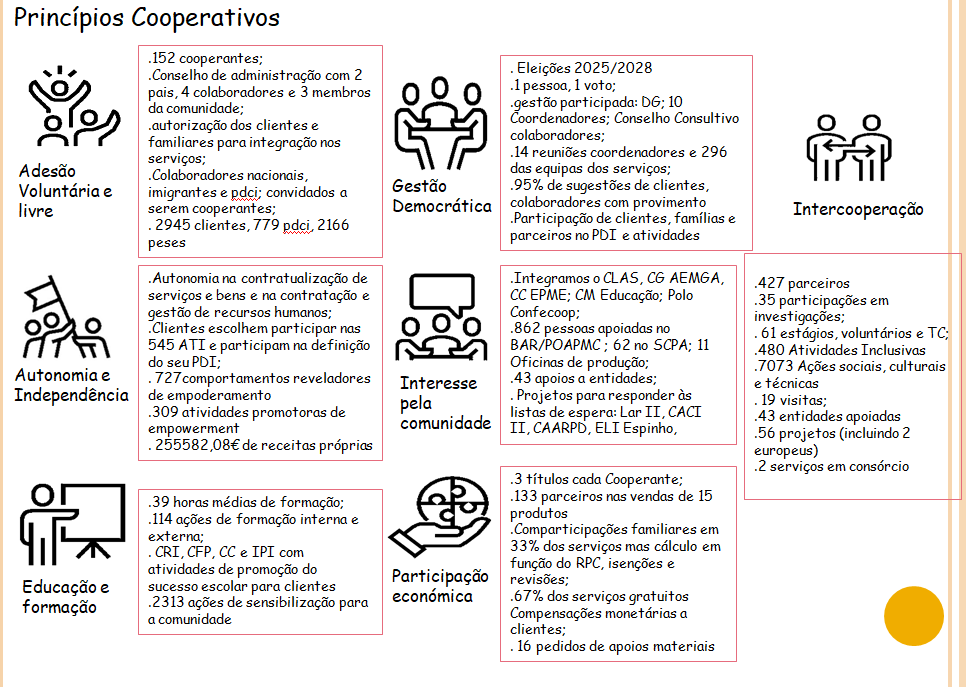 Princípios Cooperativos
Adesão
Voluntária e
livre
.152 cooperantes;
.Conselho de administração com 2
pais, 4 colaboradores e 3 membros
da comunidade;
.autorização dos clientes e
familiares para integração nos
serviços;
.Colaboradores nacionais,
imigrantes e pdci; convidados a
serem cooperantes;
. 2945 clientes, 779 pdci, 2166
peses
Gestão
Democrática
. Eleições 2025/2028
.1 pessoa, 1 voto;
.gestão participada: DG; 10
Coordenadores; Conselho Consultivo
colaboradores;
.14 reuniões coordenadores e 296
das equipas dos serviços;
.95% de sugestões de clientes,
colaboradores com provimento
.Participação de clientes, famílias e
parceiros no PDI e atividades
Intercooperação
.427 parceiros
.35 participações em
investigações;
. 61 estágios, voluntários e TC;
.480 Atividades Inclusivas
.7073 Ações sociais, culturais
e técnicas
. 19 visitas;
.43 entidades apoiadas
.56 projetos (incluindo 2
europeus)
.2 serviços em consórcio
Autonomia e
Independência
.Autonomia na contratualização de
serviços e bens e na contratação e
gestão de recursos humanos;
.Clientes escolhem participar nas
545 ATI e participam na definição
do seu PDI;
. 727comportamentos reveladores
de empoderamento
.309 atividades promotoras de
empowerment
. 255582,08€ de receitas próprias
Interesse
pela
comunidade
.Integramos o CLAS, CG AEMGA,
CC EPME; CM Educação; Polo
Confecoop;
.862 pessoas apoiadas no
BAR/POAPMC ; 62 no SCPA; 11
Oficinas de produção;
.43 apoios a entidades;
. Projetos para responder às
listas de espera: Lar II, CACI
II, CAARPD, ELI Espinho,
Educação e
formação
.39 horas médias de formação;
.114 ações de formação interna e
externa;
. CRI, CFP, CC e IPI com
atividades de promoção do
sucesso escolar para clientes
.2313 ações de sensibilização para
a comunidade
Participação
económica
.3 títulos cada Cooperante;
.133 parceiros nas vendas de 15
produtos
.Comparticipações familiares em
33% dos serviços mas cálculo em
função do RPC, isenções e
revisões;
.67% dos serviços gratuitos
Compensações monetárias a
clientes;
. 16 pedidos de apoios materiais